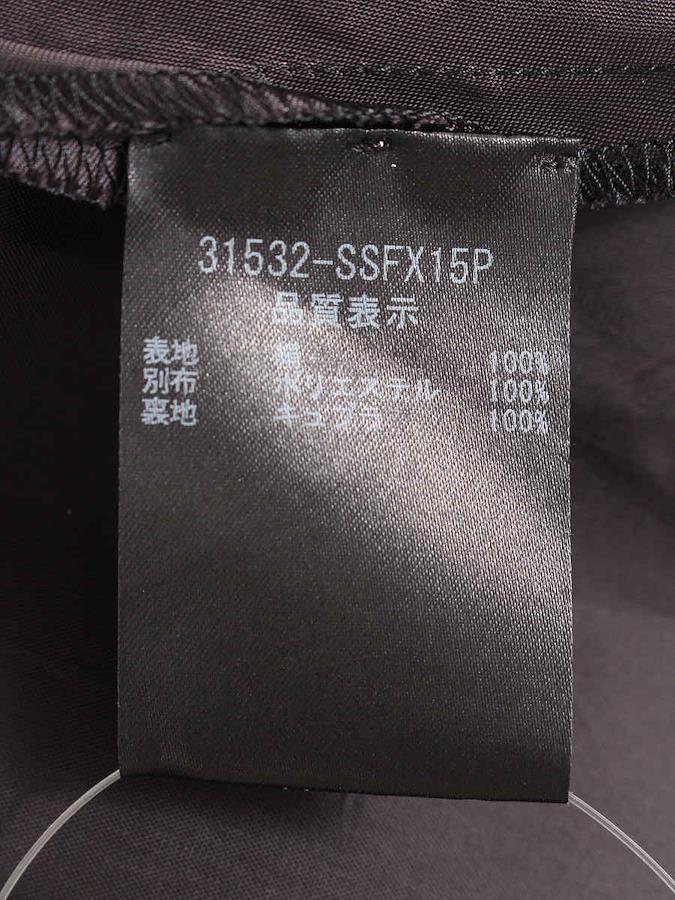 31532-SSFX15P
品質表示
表地 綿 100%
別布 ポリエステル 100%
裏地 キュプラ 100%